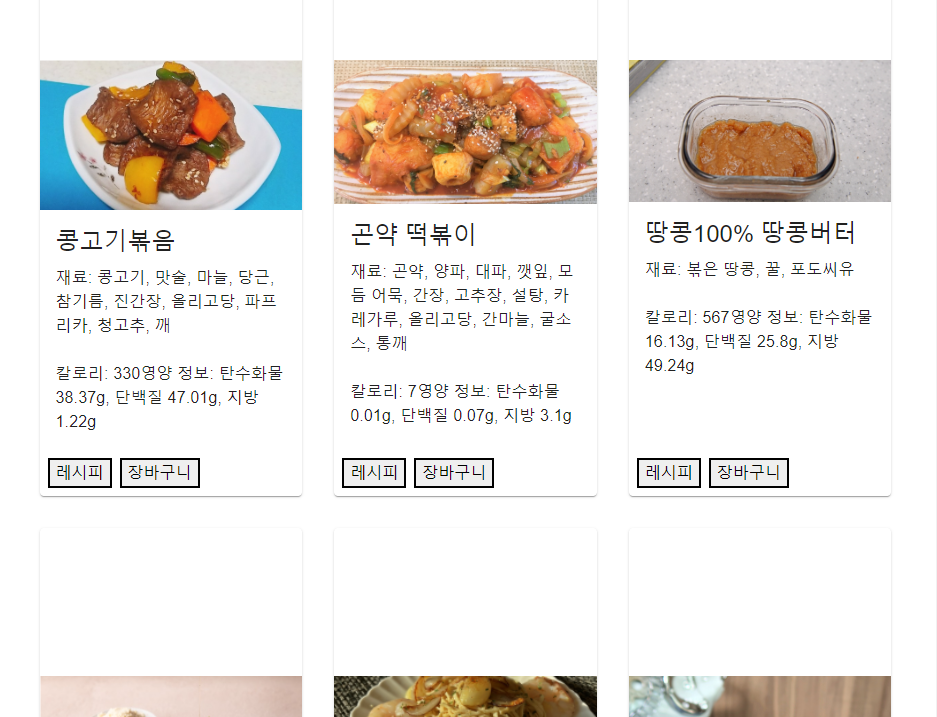 콩고기볶음
재료: 콩고기, 맛술, 마늘, 당근,
참기름, 진간장, 올리고당, 파프
리카, 청고추, 깨
칼로리: 330영양 정보: 탄수화물
38.37g, 단백질 47.01g, 지방
1.22g
레시피 장바구니
곤약 떡볶이
재료: 곤약, 양파, 대파, 깻잎, 모
듬 어묵, 간장, 고추장, 설탕, 카
레가루, 올리고당, 간마늘, 굴소
스, 통깨
칼로리: 7영양 정보: 탄수화물
0.01g, 단백질 0.07g, 지방 3.1g
레시피 장바구니
땅콩100% 땅콩버터
재료: 볶은 땅콩, 꿀, 포도씨유
칼로리: 567영양 정보: 탄수화물
16.13g, 단백질 25.8g, 지방
49.24g
레시피 장바구니